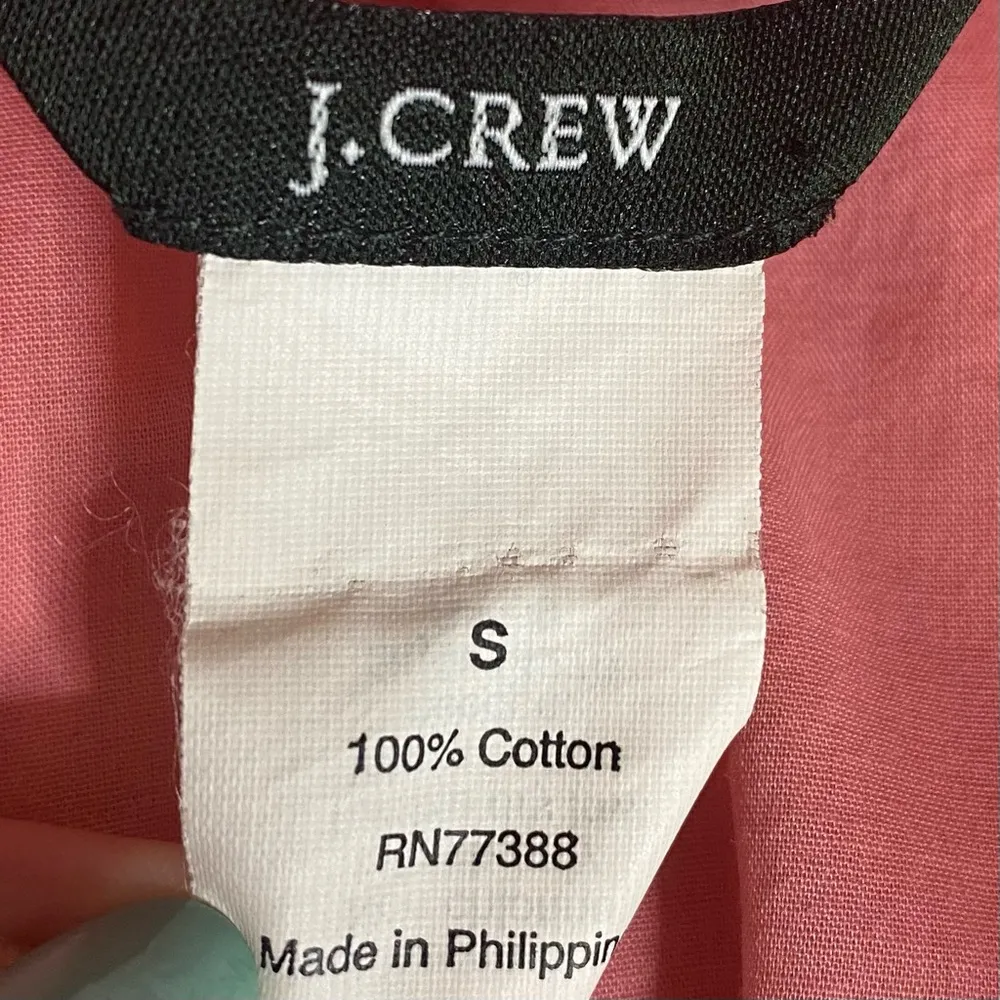 J.CREW
S
100% Cotton
RN77388
Made in Philippin